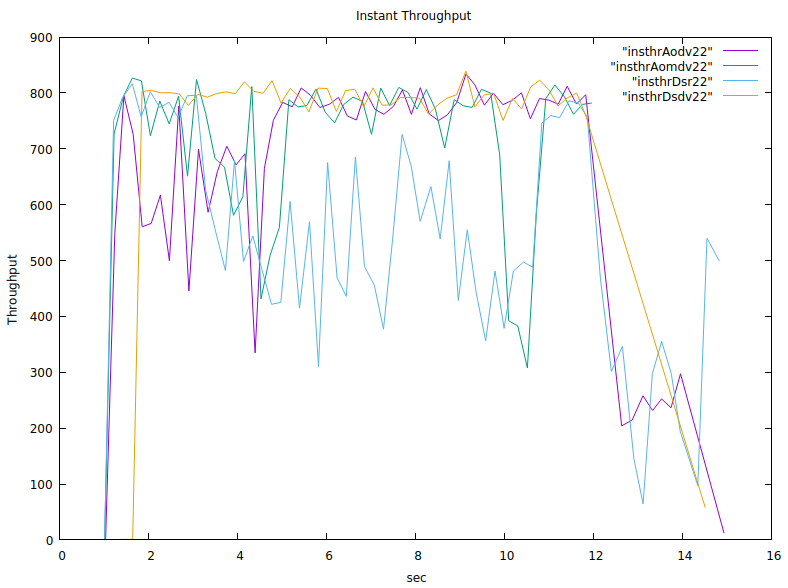 Instant Throughput
900
800
700
600
500
400
300
200
100
0
Throughput
"insthrAodv22"
"insthrAomdv22"
"insthrDsr22"
"insthrDsdv22"
0 2 4 6 8 10 12 14 16
sec